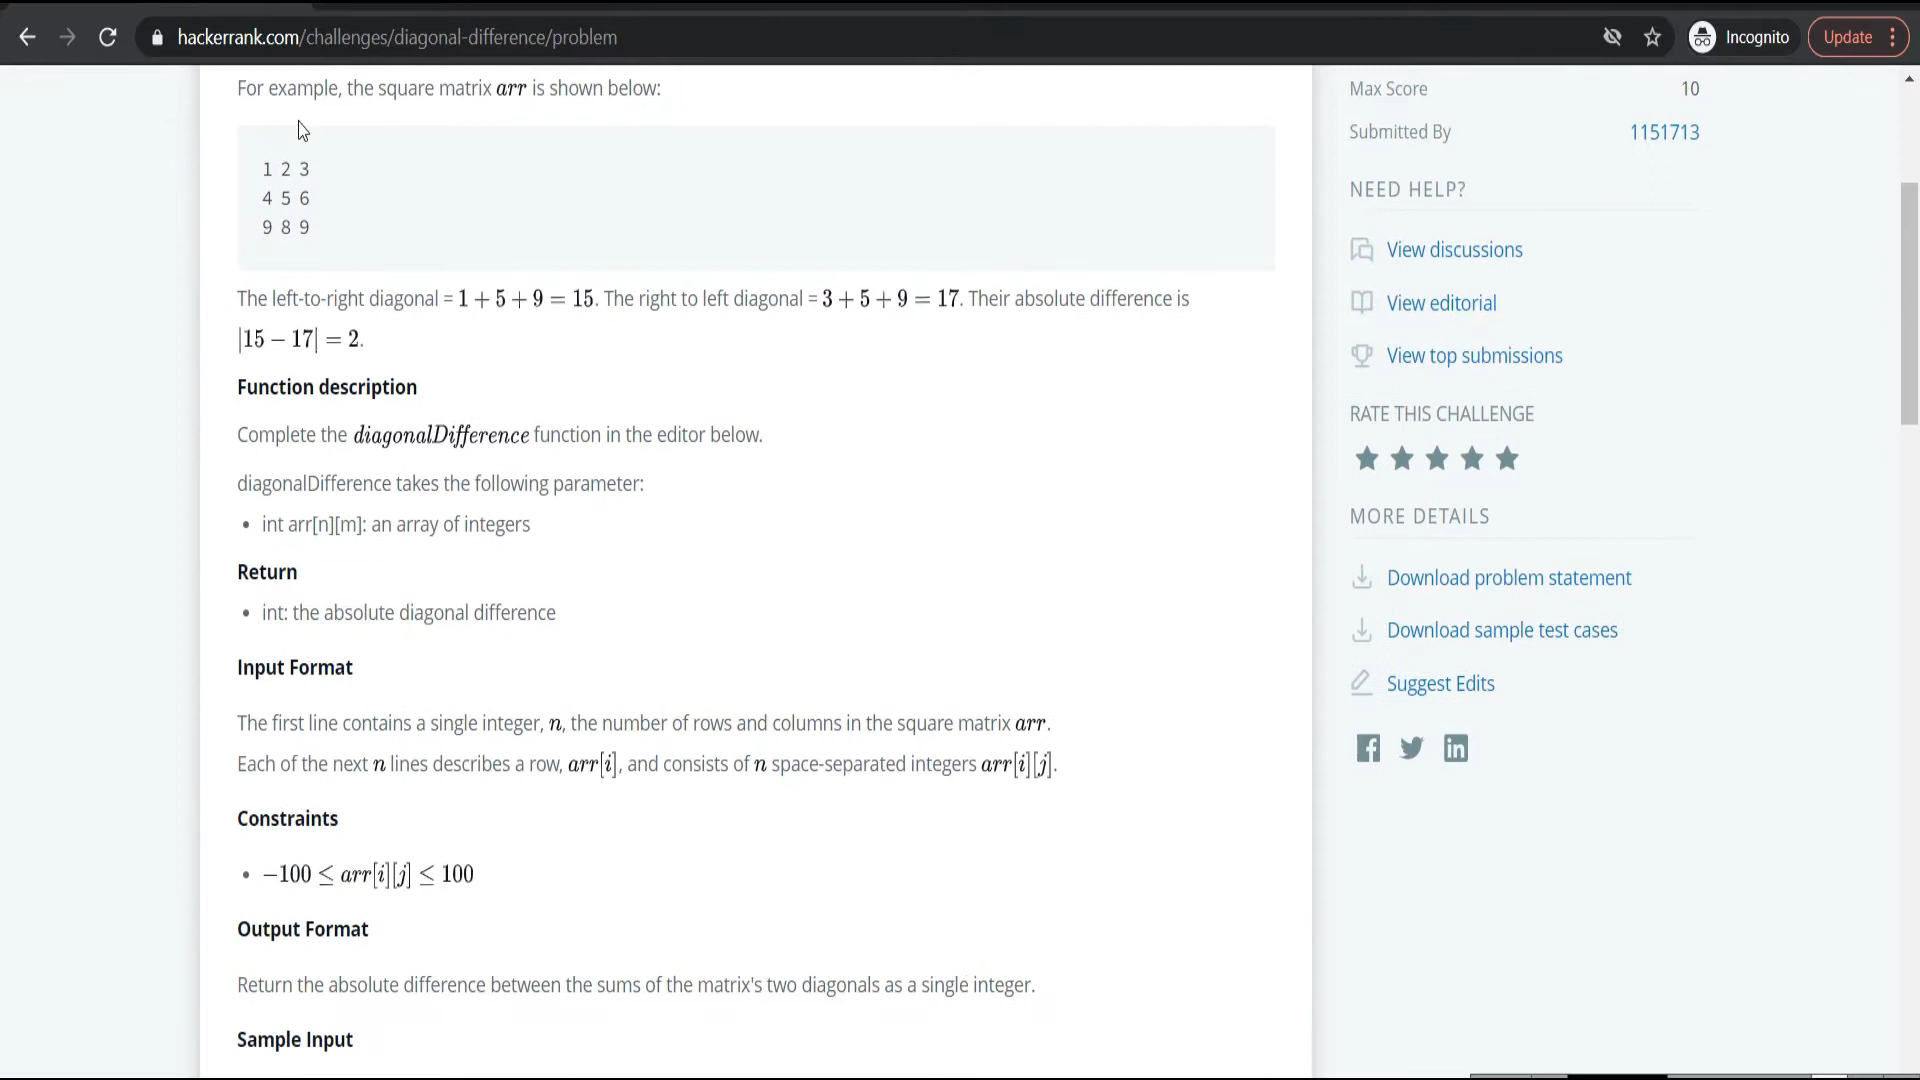 hackerrank.com/challenges/diagonal-difference/problem
Incognito
Update
For example, the square matrix arr is shown below:
1 2 3
4 5 6
9 8 9
The left-to-right diagonal = 1 + 5 + 9 = 15. The right to left diagonal = 3 + 5 + 9 = 17. Their absolute difference is
|15 − 17| = 2.
Function description
Complete the diagonalDifference function in the editor below.
diagonalDifference takes the following parameter:
• int arr[n][m]: an array of integers
Return
• int: the absolute diagonal difference
Input Format
The first line contains a single integer, n, the number of rows and columns in the square matrix arr.
Each of the next n lines describes a row, arr[i], and consists of n space-separated integers arr[i][j].
Constraints
• −100 ≤ arr[i][j] ≤ 100
Output Format
Return the absolute difference between the sums of the matrix's two diagonals as a single integer.
Sample Input
Max Score 10
Submitted By 1151713
NEED HELP?
View discussions
View editorial
View top submissions
RATE THIS CHALLENGE
MORE DETAILS
Download problem statement
Download sample test cases
Suggest Edits